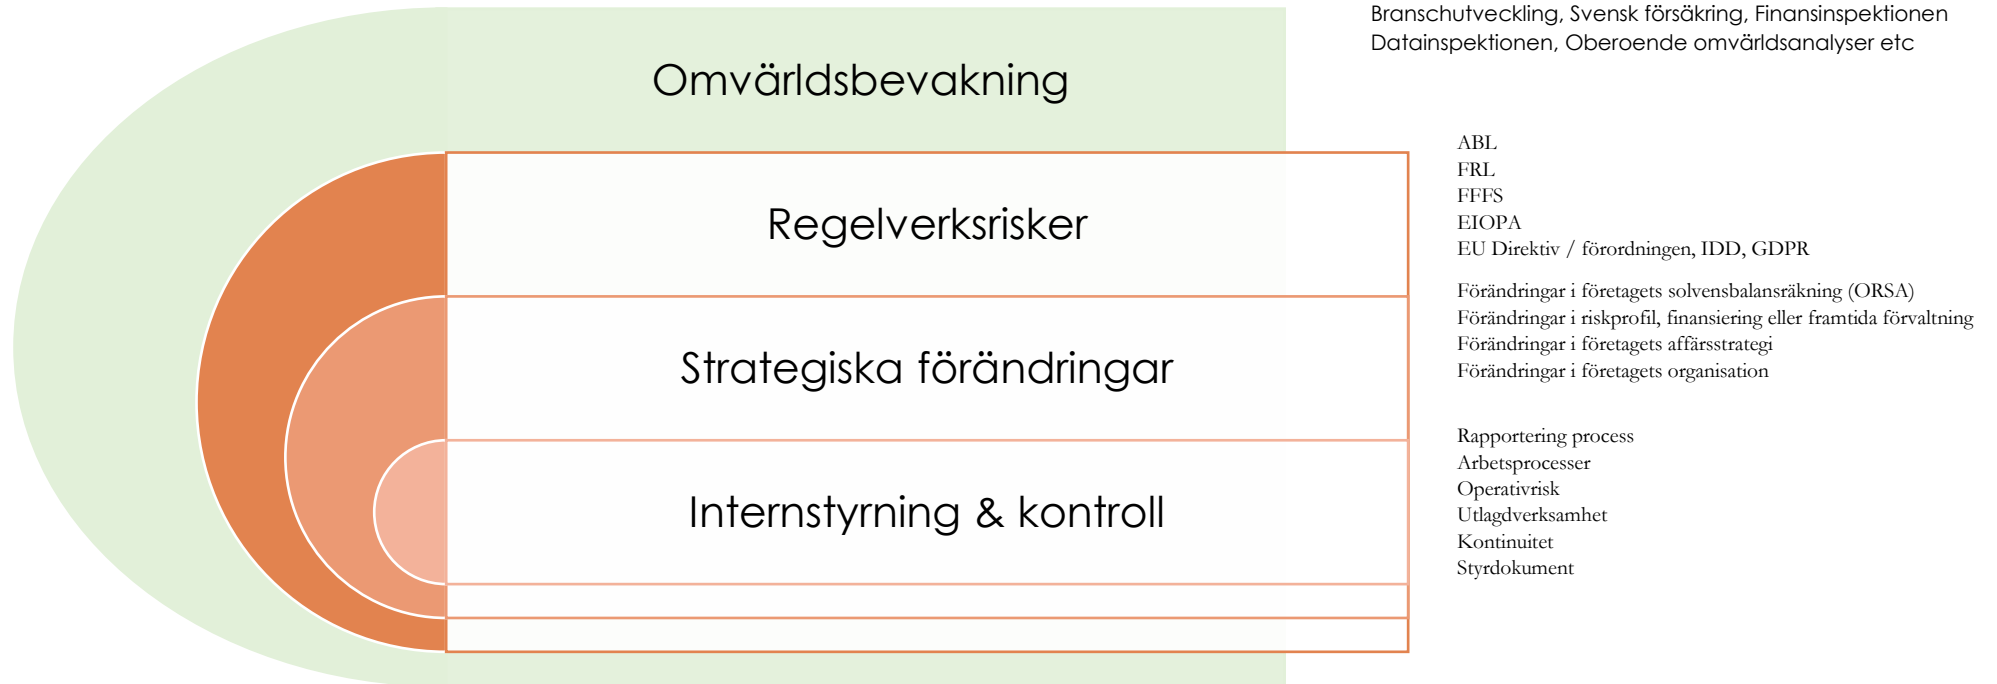 Branschutveckling, Svensk försäkring, Finansinspektionen
Datainspektionen, Oberoende omvärldsanalyser etc
Omvärldsbevakning
Regelverksrisker
ABL
FRL
FFFS
EIOPA
EU Direktiv / förordningen, IDD, GDPR
Strategiska förändringar
Förändringar i företagets solvensbalansräkning (ORSA)
Förändringar i riskprofil, finansiering eller framtida förvaltning
Förändringar i företagets affärsstrategi
Förändringar i företagets organisation
Internstyrning & kontroll
Rapportering process
Arbetsprocesser
Operativrisk
Utlagdverksamhet
Kontinuitet
Styrdokument